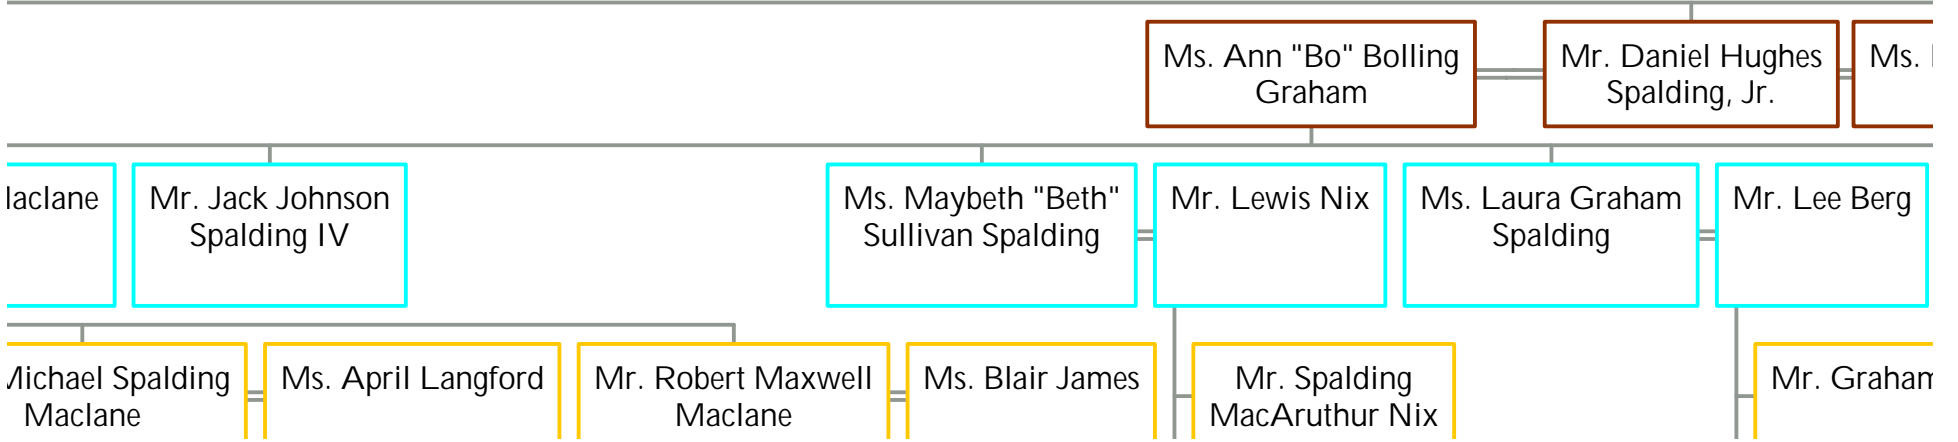 Ms. Ann "Bo" Bolling
Graham
Mr. Daniel Hughes
Spalding, Jr.
Ms.
Mr. Jack Johnson
Spalding IV
Ms. Maybeth "Beth"
Sullivan Spalding
Mr. Lewis Nix
Ms. Laura Graham
Spalding
Mr. Lee Berg
Michael Spalding
Maclane
Ms. April Langford
Mr. Robert Maxwell
Maclane
Ms. Blair James
Mr. Spalding
MacAruthur Nix
Mr. Graham